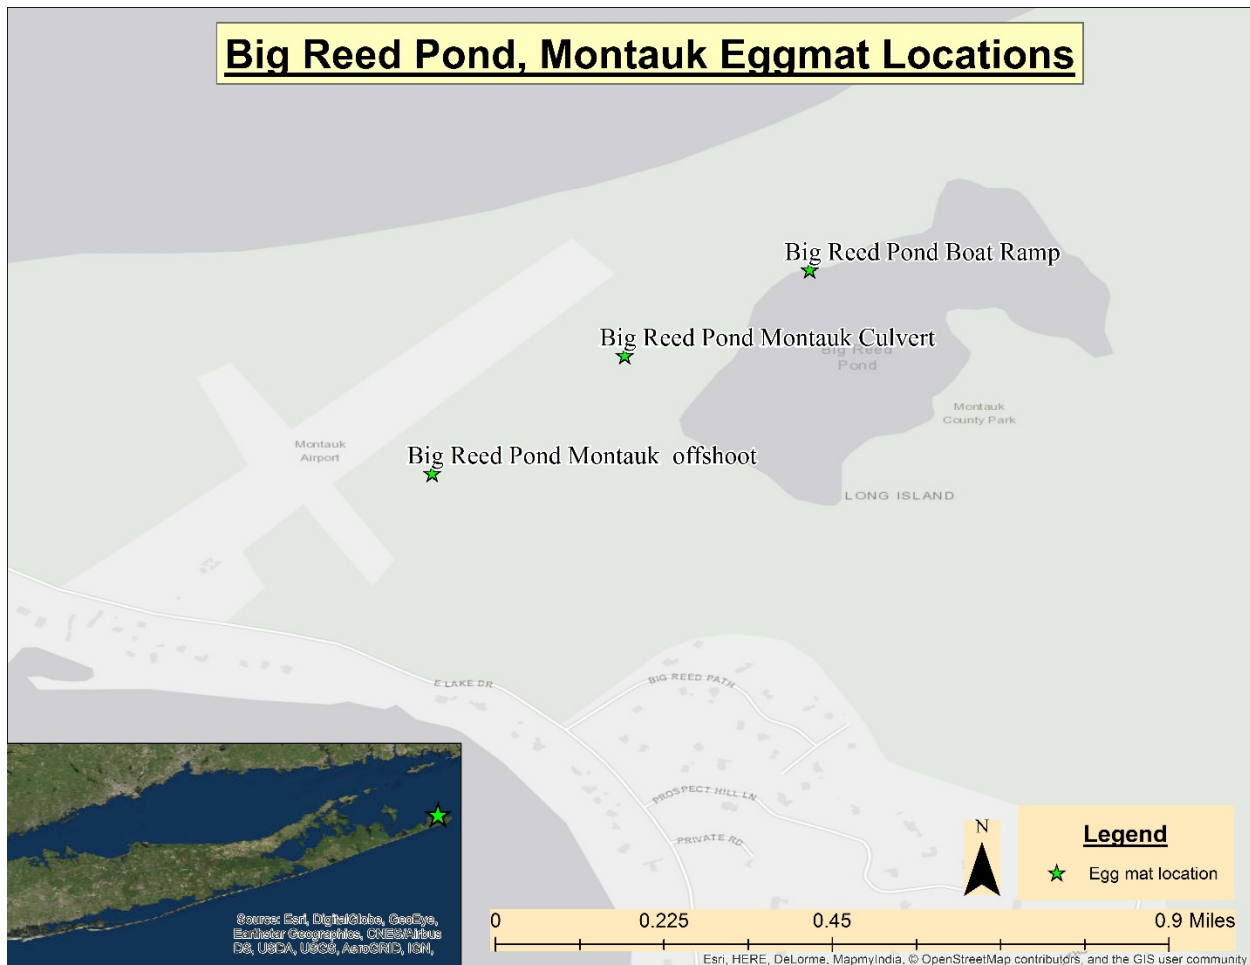 Big Reed Pond, Montauk Eggmat Locations
Big Reed Pond Boat Ramp
Big Reed Pond Montauk Culvert
Big Reed
Pond
Montauk
County Park
Montauk
Airport
Big Reed Pond Montauk offshoot
LONG ISLAND
E LAKE DR
BIG REED PATH
PROSPECT HILL LN
PRIVATE RD
N
Legend
Egg mat location
Source: Esri, DigitalGlobe, GeoEye,
Earthstar Geographics, CNES/Airbus
DS, USDA, USGS, AeroGRID, IGN,
0 0.225 0.45 0.9 Miles
Esri, HERE, DeLorme, MapmyIndia, © OpenStreetMap contributors, and the GIS user community